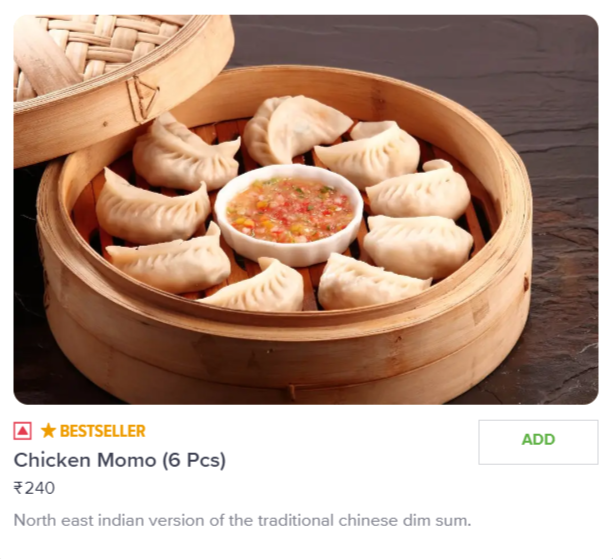 ★ BESTSELLER
Chicken Momo (6 Pcs)
₹240
North east indian version of the traditional chinese dim sum.
ADD